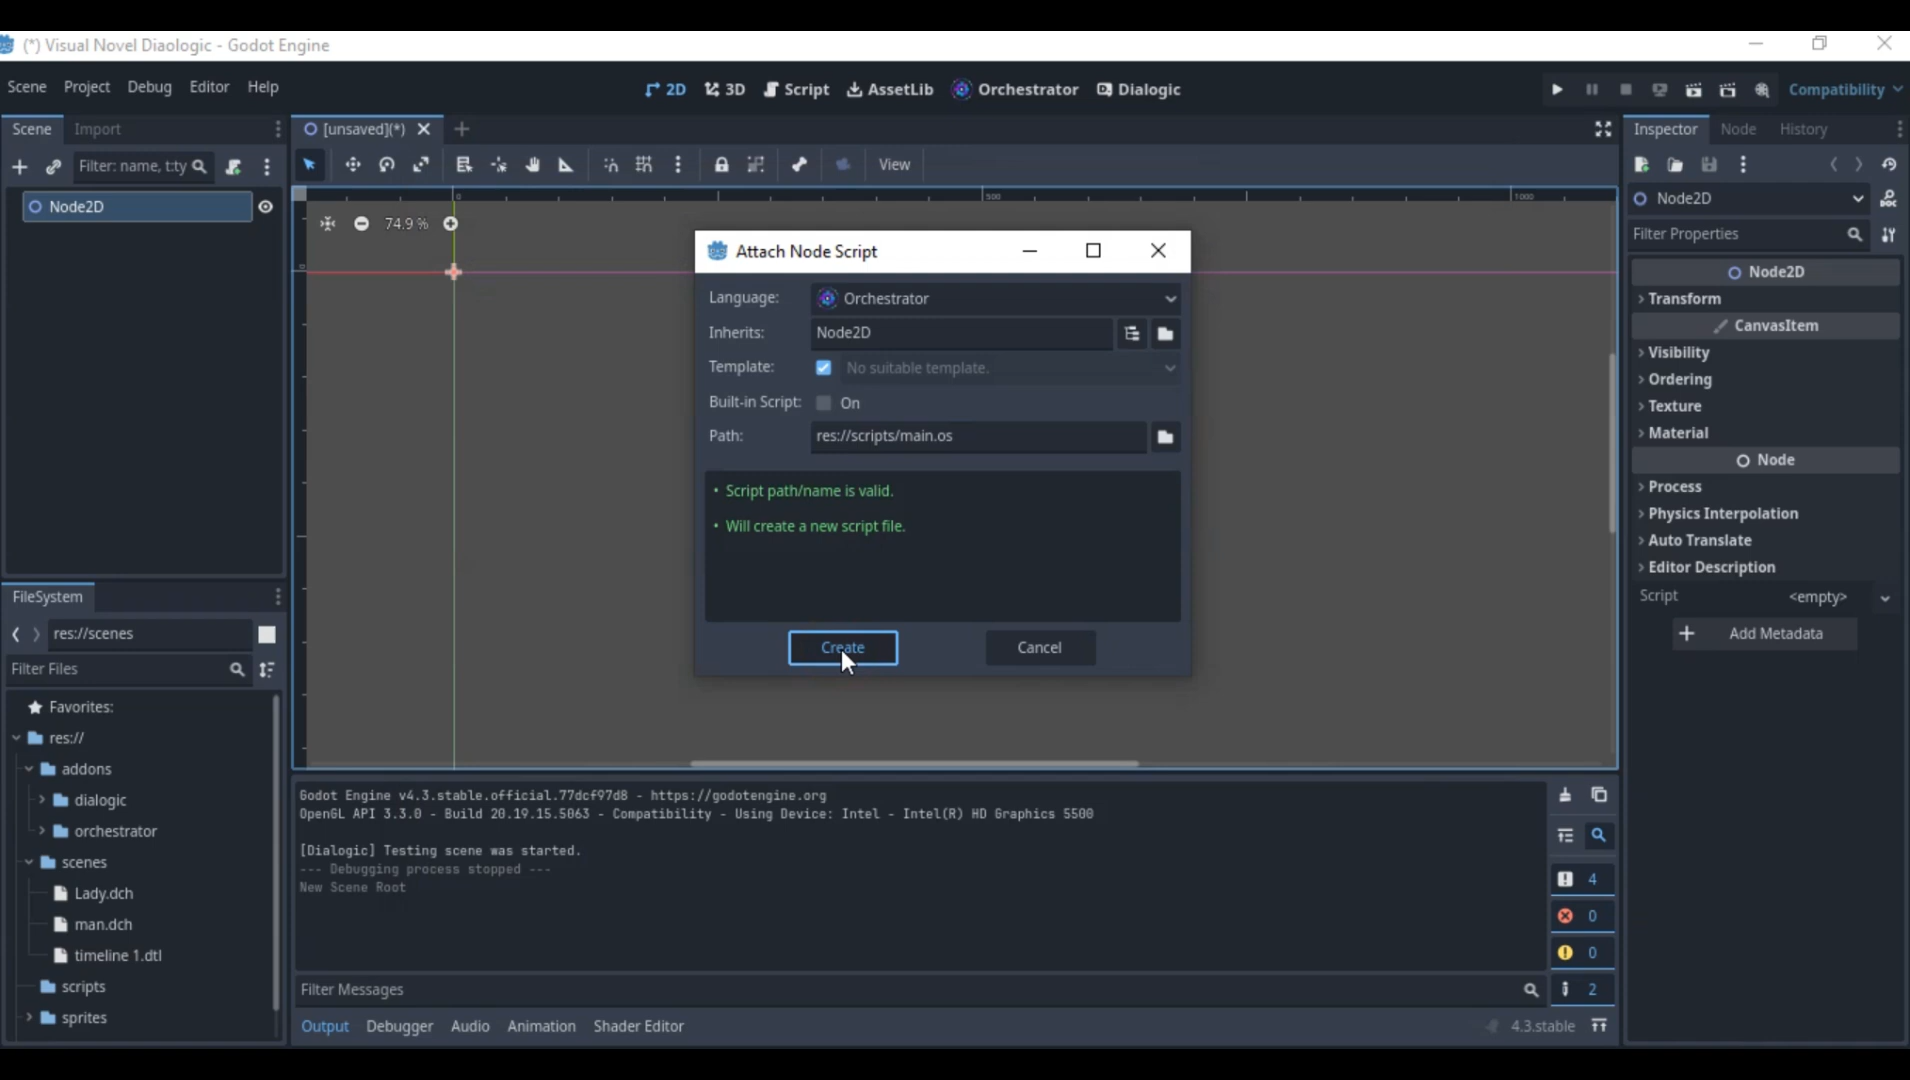 (*) Visual Novel Diaologic - Godot Engine
Scene Project Debug Editor Help
2D 3D Script AssetLib Orchestrator Dialogic
Compatibility
Scene Import
[unsaved](*)
Inspector Node History
Filter: name, t:ty
View
Node2D
Node2D
Filter Properties
0 500 1000
0
74.9 %
Attach Node Script
Language: Orchestrator
Inherits: Node2D
Template: No suitable template.
Built-in Script: On
Path: res://scripts/main.os
• Script path/name is valid.
• Will create a new script file.
Create Cancel
Node2D
Transform
CanvasItem
Visibility
Ordering
Texture
Material
Node
Process
Physics Interpolation
Auto Translate
Editor Description
Script <empty>
Add Metadata
FileSystem
res://scenes
Filter Files
Favorites:
res://
addons
dialogic
orchestrator
scenes
Lady.dch
man.dch
timeline 1.dtl
scripts
sprites
Godot Engine v4.3.stable.official.77dcf97d8 - https://godotengine.org
OpenGL API 3.3.0 - Build 20.19.15.5063 - Compatibility - Using Device: Intel - Intel(R) HD Graphics 5500
[Dialogic] Testing scene was started.
--- Debugging process stopped ---
New Scene Root
4
0
0
2
Filter Messages
Output Debugger Audio Animation Shader Editor
4.3.stable